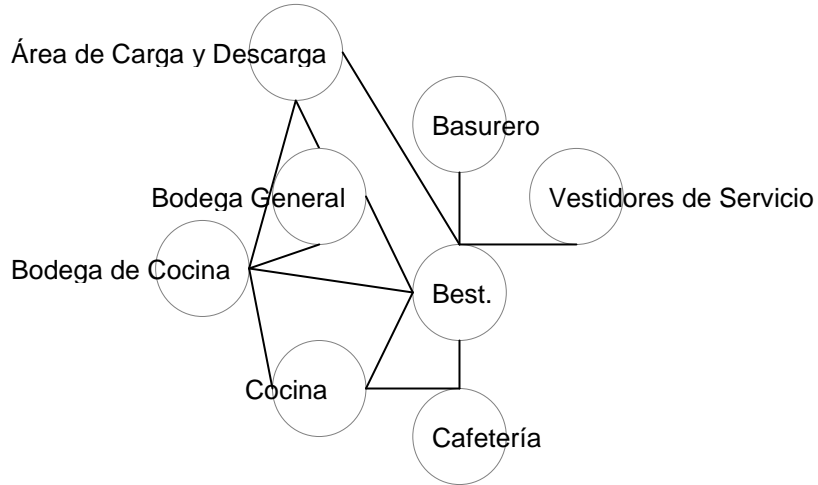 Área de Carga y Descarga
Basurero
Bodega General
Vestidores de Servicio
Bodega de Cocina
Best.
Cocina
Cafetería